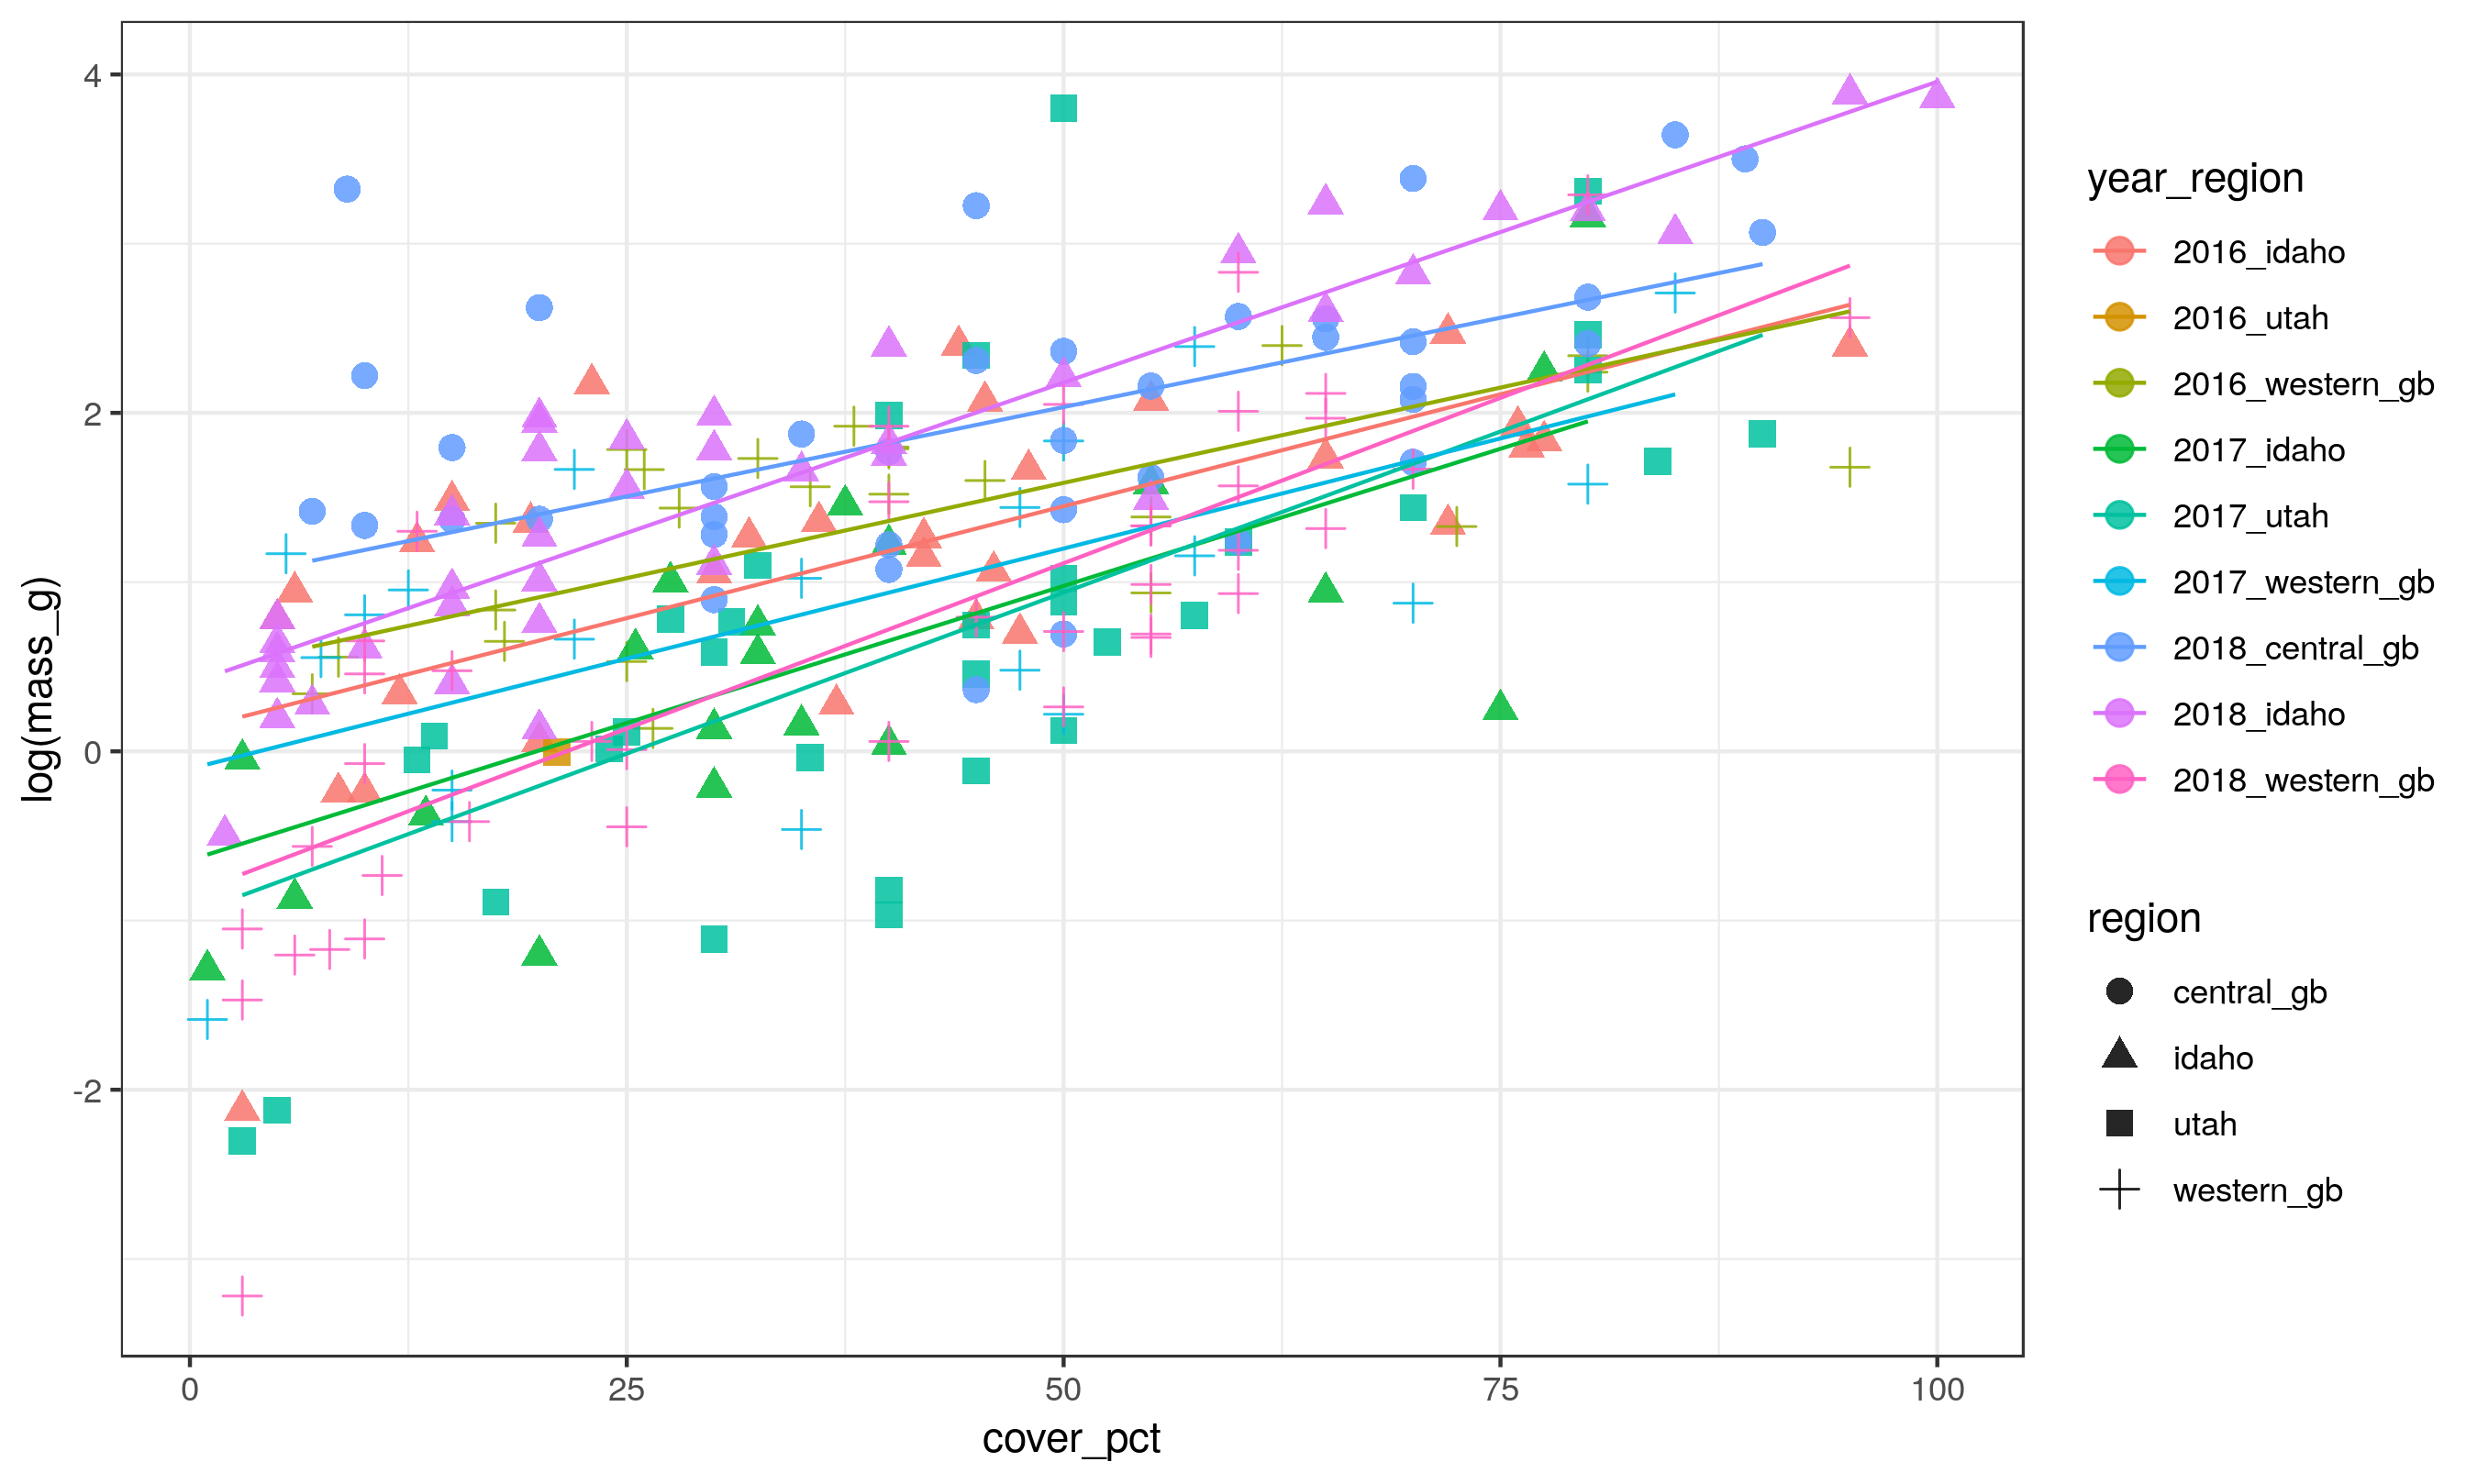 4
2
0
-2
log(mass_g)
0
25
50
75
100
cover_pct
year_region
2016_idaho
2016_utah
2016_western_gb
2017_idaho
2017_utah
2017_western_gb
2018_central_gb
2018_idaho
2018_western_gb
region
central_gb
idaho
utah
western_gb